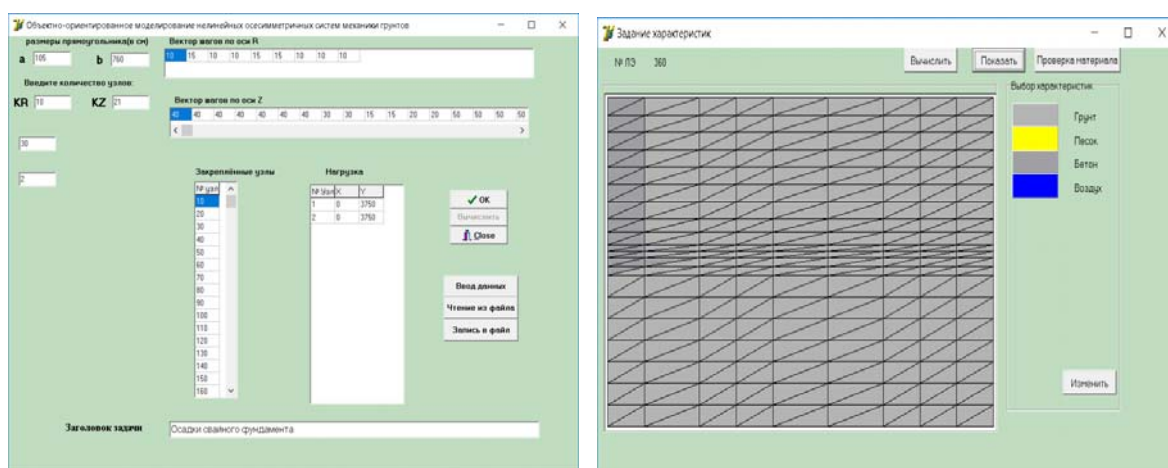 Объектно-ориентированное моделирование нелинейных осесимметричных систем механики грунтов
размеры прямоугольника(в см)
a 105 b 760
Введите количество узлов:
KR 10 KZ 21
30
2
Вектор шагов по оси R
10 15 10 10 15 15 10 10 10
Вектор шагов по оси Z
40 40 40 40 40 40 40 30 30 15 15 20 20 50 50 50 50
Закреплённые узлы
№ узл
10
20
30
40
50
60
70
80
90
100
110
120
130
140
150
160
Нагрузка
№ Узл X Y
1 0 3750
2 0 3750
OK
Вычислить
Close
Ввод данных
Чтение из файла
Запись в файл
Заголовок задачи
Осадки свайного фундамента
Задание характеристик
№ ПЭ 360
Вычислить
Показать
Проверка материала
Выбор характеристик
Грунт
Песок
Бетон
Воздух
Изменить